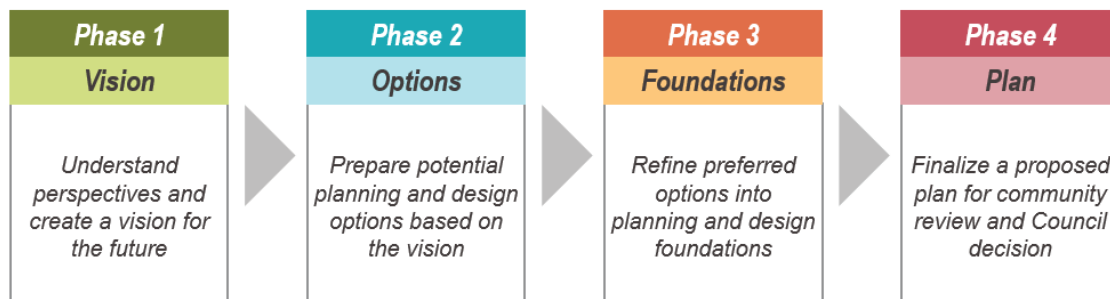 Phase 1
Vision
Understand
perspectives and
create a vision for
the future
Phase 2
Options
Prepare potential
planning and design
options based on
the vision
Phase 3
Foundations
Refine preferred
options into
planning and design
foundations
Phase 4
Plan
Finalize a proposed
plan for community
review and Council
decision